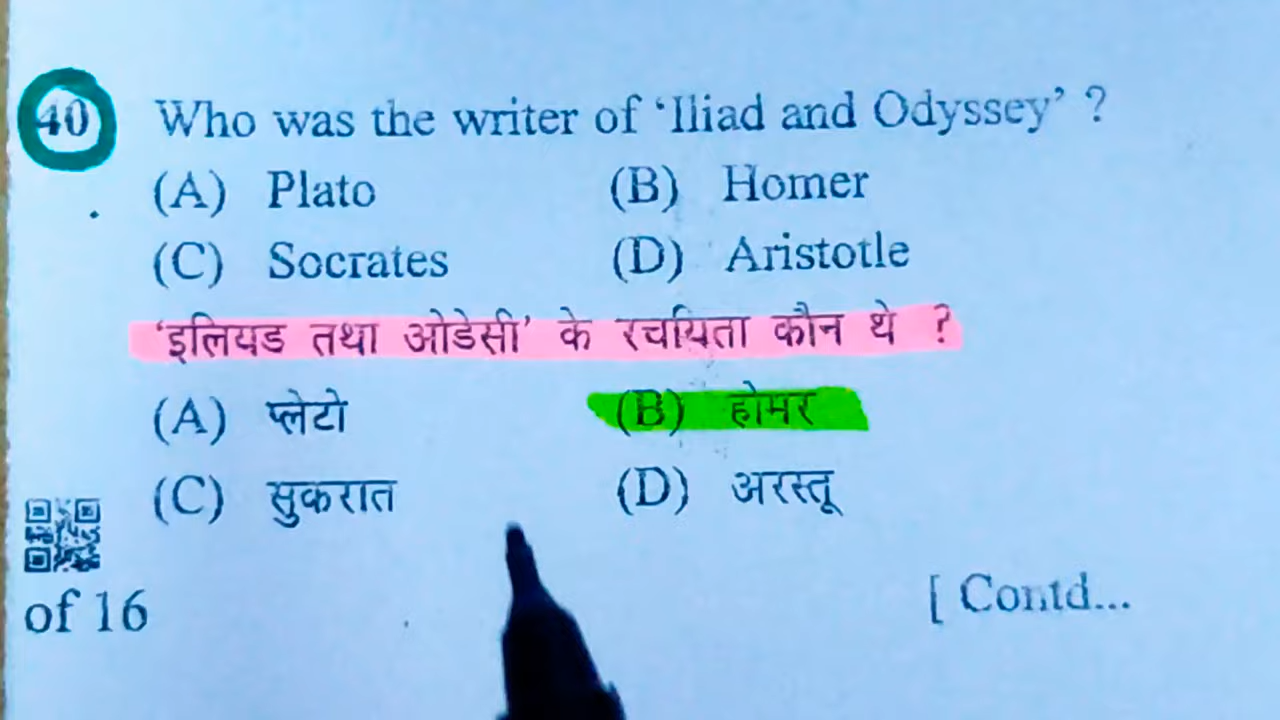 40 Who was the writer of ‘Iliad and Odyssey’ ?
(A) Plato (B) Homer
(C) Socrates (D) Aristotle
‘इलियड तथा ओडेसी’ के रचयिता कौन थे ?
(A) प्लेटो (B) होमर
(C) सुकरात (D) अरस्तू
of 16 [ Contd...